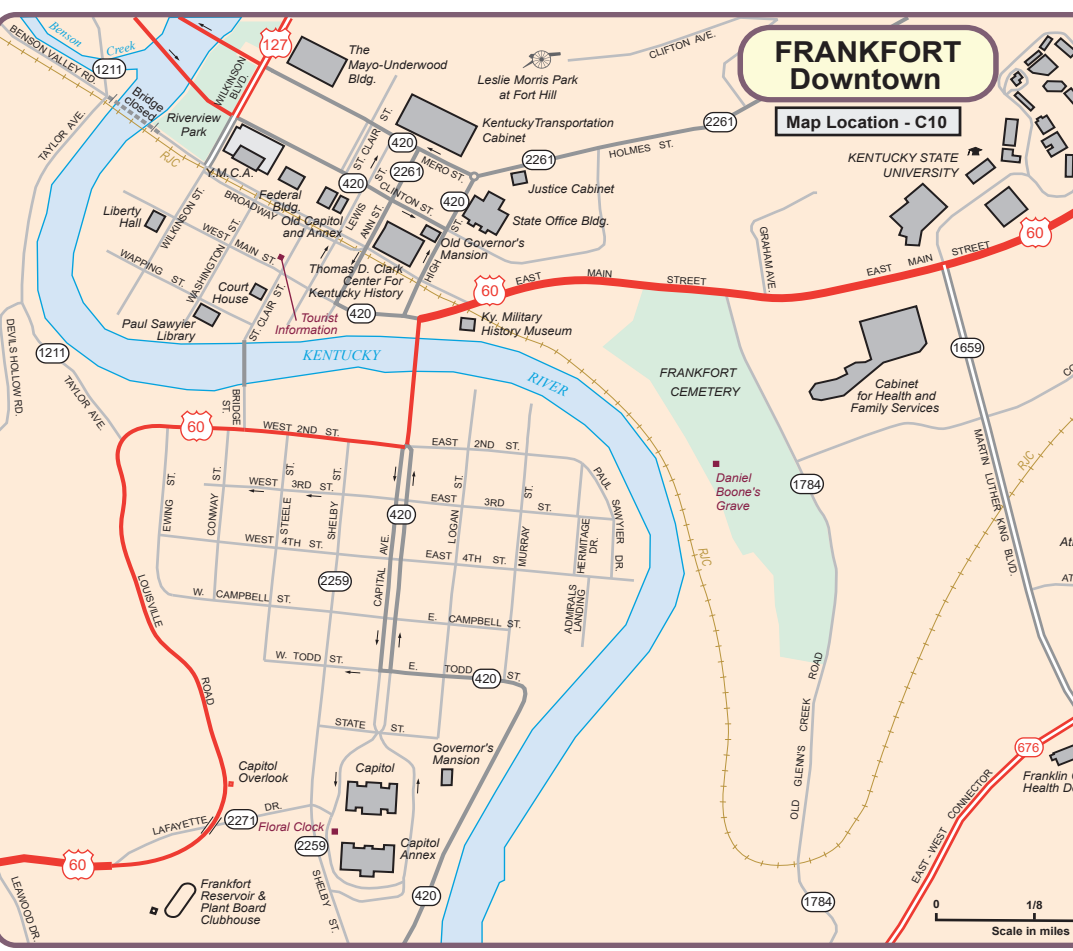 FRANKFORT
Downtown
Map Location - C10
BENSON VALLEY RD.
Benson
Creek
1211
127
The
Mayo-Underwood
Bldg.
Leslie Morris Park
at Fort Hill
CLIFTON AVE.
2261
WILKINSON
BLVD.
Bridge
closed
Riverview
Park
TAYLOR AVE.
RJC
Y.M.C.A.
ST. CLAIR ST.
420
Kentucky Transportation
Cabinet
2261
MERO ST.
2261
HOLMES ST.
KENTUCKY STATE
UNIVERSITY
Justice Cabinet
Federal
Bldg.
420
CLINTON ST.
420
State Office Bldg.
Liberty
Hall
WILKINSON ST.
BROADWAY
Old Capitol
and Annex
LEWIS
ST.
ANN ST.
HIGH
ST.
Old Governor's
Mansion
WEST MAIN ST.
WAPPING ST
WASHINGTON ST.
Thomas D. Clark
Center For
Kentucky History
Court
House
ST. CLAIR ST.
Paul Sawyier
Library
Tourist
Information
420
60
EAST MAIN STREET
GRAHAM AVE.
EAST MAIN STREET
60
Ky. Military
History Museum
KENTUCKY
RIVER
DEVILS HOLLOW RD.
1211
TAYLOR AVE.
BRIDGE
ST.
FRANKFORT
CEMETERY
Cabinet
for Health and
Family Services
1659
CO
60
WEST 2ND ST.
EAST 2ND ST.
WEST 3RD ST.
EAST 3RD ST.
WEST 4TH ST.
EAST 4TH ST.
EWING ST.
CONWAY ST.
STEELE ST.
SHELBY ST.
420
CAPITAL AVE.
LOGAN ST.
MURRAY ST.
HERMITAGE
DR.
PAUL SAWYIER DR.
ADMIRALS
LANDING
Daniel
Boone's
Grave
1784
MARTIN LUTHER KING BLVD.
RJC
RJC
Atl
AT
2259
W. CAMPBELL ST.
E. CAMPBELL ST.
LOUISVILLE ROAD
W. TODD ST.
E. TODD ST.
420
STATE ST.
OLD GLENN'S CREEK ROAD
Governor's
Mansion
Capitol
Capitol
Overlook
676
EAST - WEST CONNECTOR
Franklin
Health D
LAFAYETTE DR.
2271
Floral Clock
2259
Capitol
Annex
60
SHELBY ST.
420
1784
LEAWOOD DR.
Frankfort
Reservoir &
Plant Board
Clubhouse
0 1/8
Scale in miles